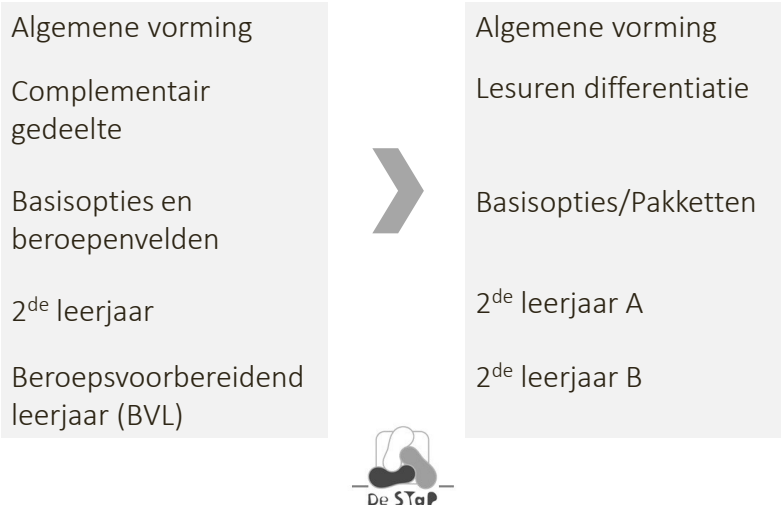 Algemene vorming
Complementair
gedeelte
Basisopties en
beroepenvelden
2de leerjaar
Beroepsvoorbereidend
leerjaar (BVL)
Algemene vorming
Lesuren differentiatie
Basisopties/Pakketten
2de leerjaar A
2de leerjaar B
De STaP